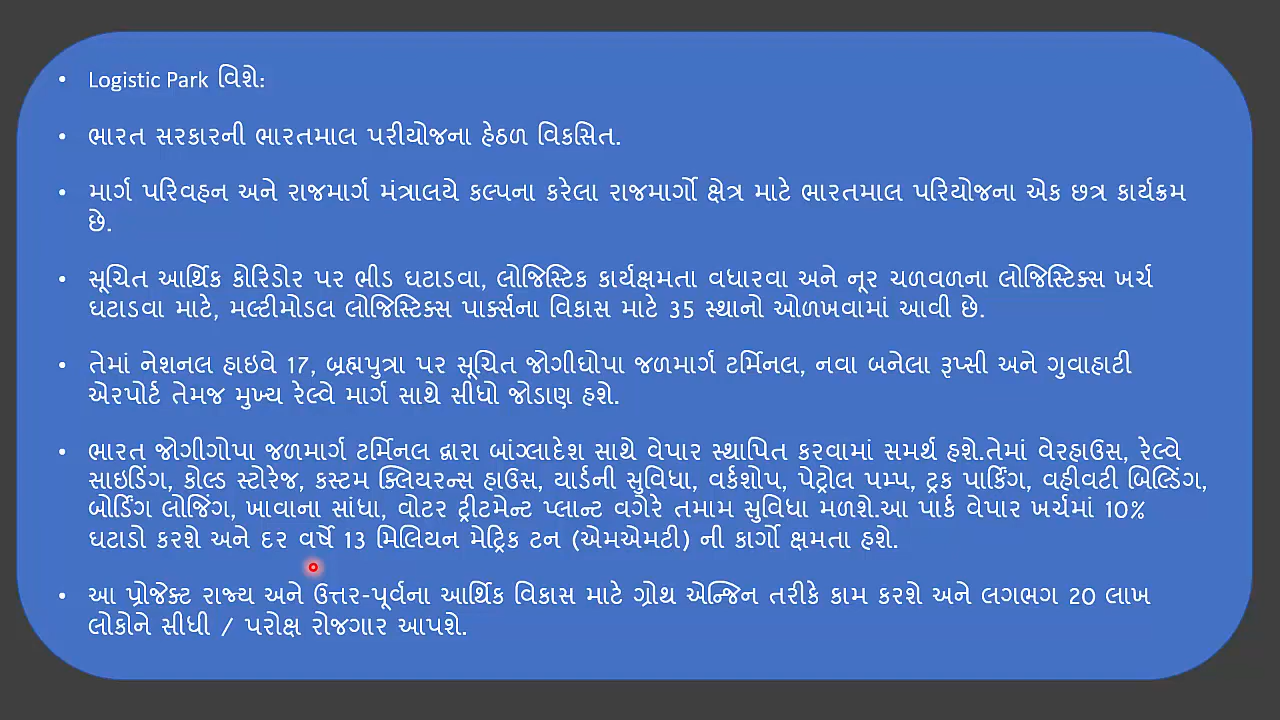 • Logistic Park વિશે:
• ભારત સરકારની ભારતમાલ પરીયોજના હેઠળ વિકસિત.
• માર્ગ પરિવહન અને રાજમાર્ગ મંત્રાલયે કલ્પના કરેલા રાજમાર્ગો ક્ષેત્ર માટે ભારતમાલ પરિયોજના એક છત્ર કાર્યક્રમ
છે.
• સૂચિત આર્થિક કોરિડોર પર ભીડ ઘટાડવા, લોજિસ્ટિક કાર્યક્ષમતા વધારવા અને નૂર ચળવળના લોજિસ્ટિક્સ ખર્ચ
ઘટાડવા માટે, મલ્ટીમોડલ લોજિસ્ટિક્સ પાર્ક્સના વિકાસ માટે 35 સ્થાનો ઓળખવામાં આવી છે.
• તેમાં નેશનલ હાઇવે 17, બ્રહ્મપુત્રા પર સૂચિત જોગીઘોપા જળમાર્ગ ટર્મિનલ, નવા બનેલા રૂપ્સી અને ગુવાહાટી
એરપોર્ટ તેમજ મુખ્ય રેલ્વે માર્ગ સાથે સીધો જોડાણ હશે.
• ભારત જોગીગોપા જળમાર્ગ ટર્મિનલ દ્વારા બાંગ્લાદેશ સાથે વેપાર સ્થાપિત કરવામાં સમર્થ હશે.તેમાં વેરહાઉસ, રેલ્વે
સાઇડિંગ, કોલ્ડ સ્ટોરેજ, કસ્ટમ ક્લિયરન્સ હાઉસ, યાર્ડની સુવિધા, વર્કશોપ, પેટ્રોલ પમ્પ, ટ્રક પાર્કિંગ, વહીવટી બિલ્ડિંગ,
બોર્ડિંગ લોજિંગ, ખાવાના સાંધા, વોટર ટ્રીટમેન્ટ પ્લાન્ટ વગેરે તમામ સુવિધા મળશે.આ પાર્ક વેપાર ખર્ચમાં 10%
ઘટાડો કરશે અને દર વર્ષે 13 મિલિયન મેટ્રિક ટન (એમએમટી) ની કાર્ગો ક્ષમતા હશે.
• આ પ્રોજેક્ટ રાજ્ય અને ઉત્તર-પૂર્વના આર્થિક વિકાસ માટે ગ્રોથ એન્જિન તરીકે કામ કરશે અને લગભગ 20 લાખ
લોકોને સીધી / પરોક્ષ રોજગાર આપશે.